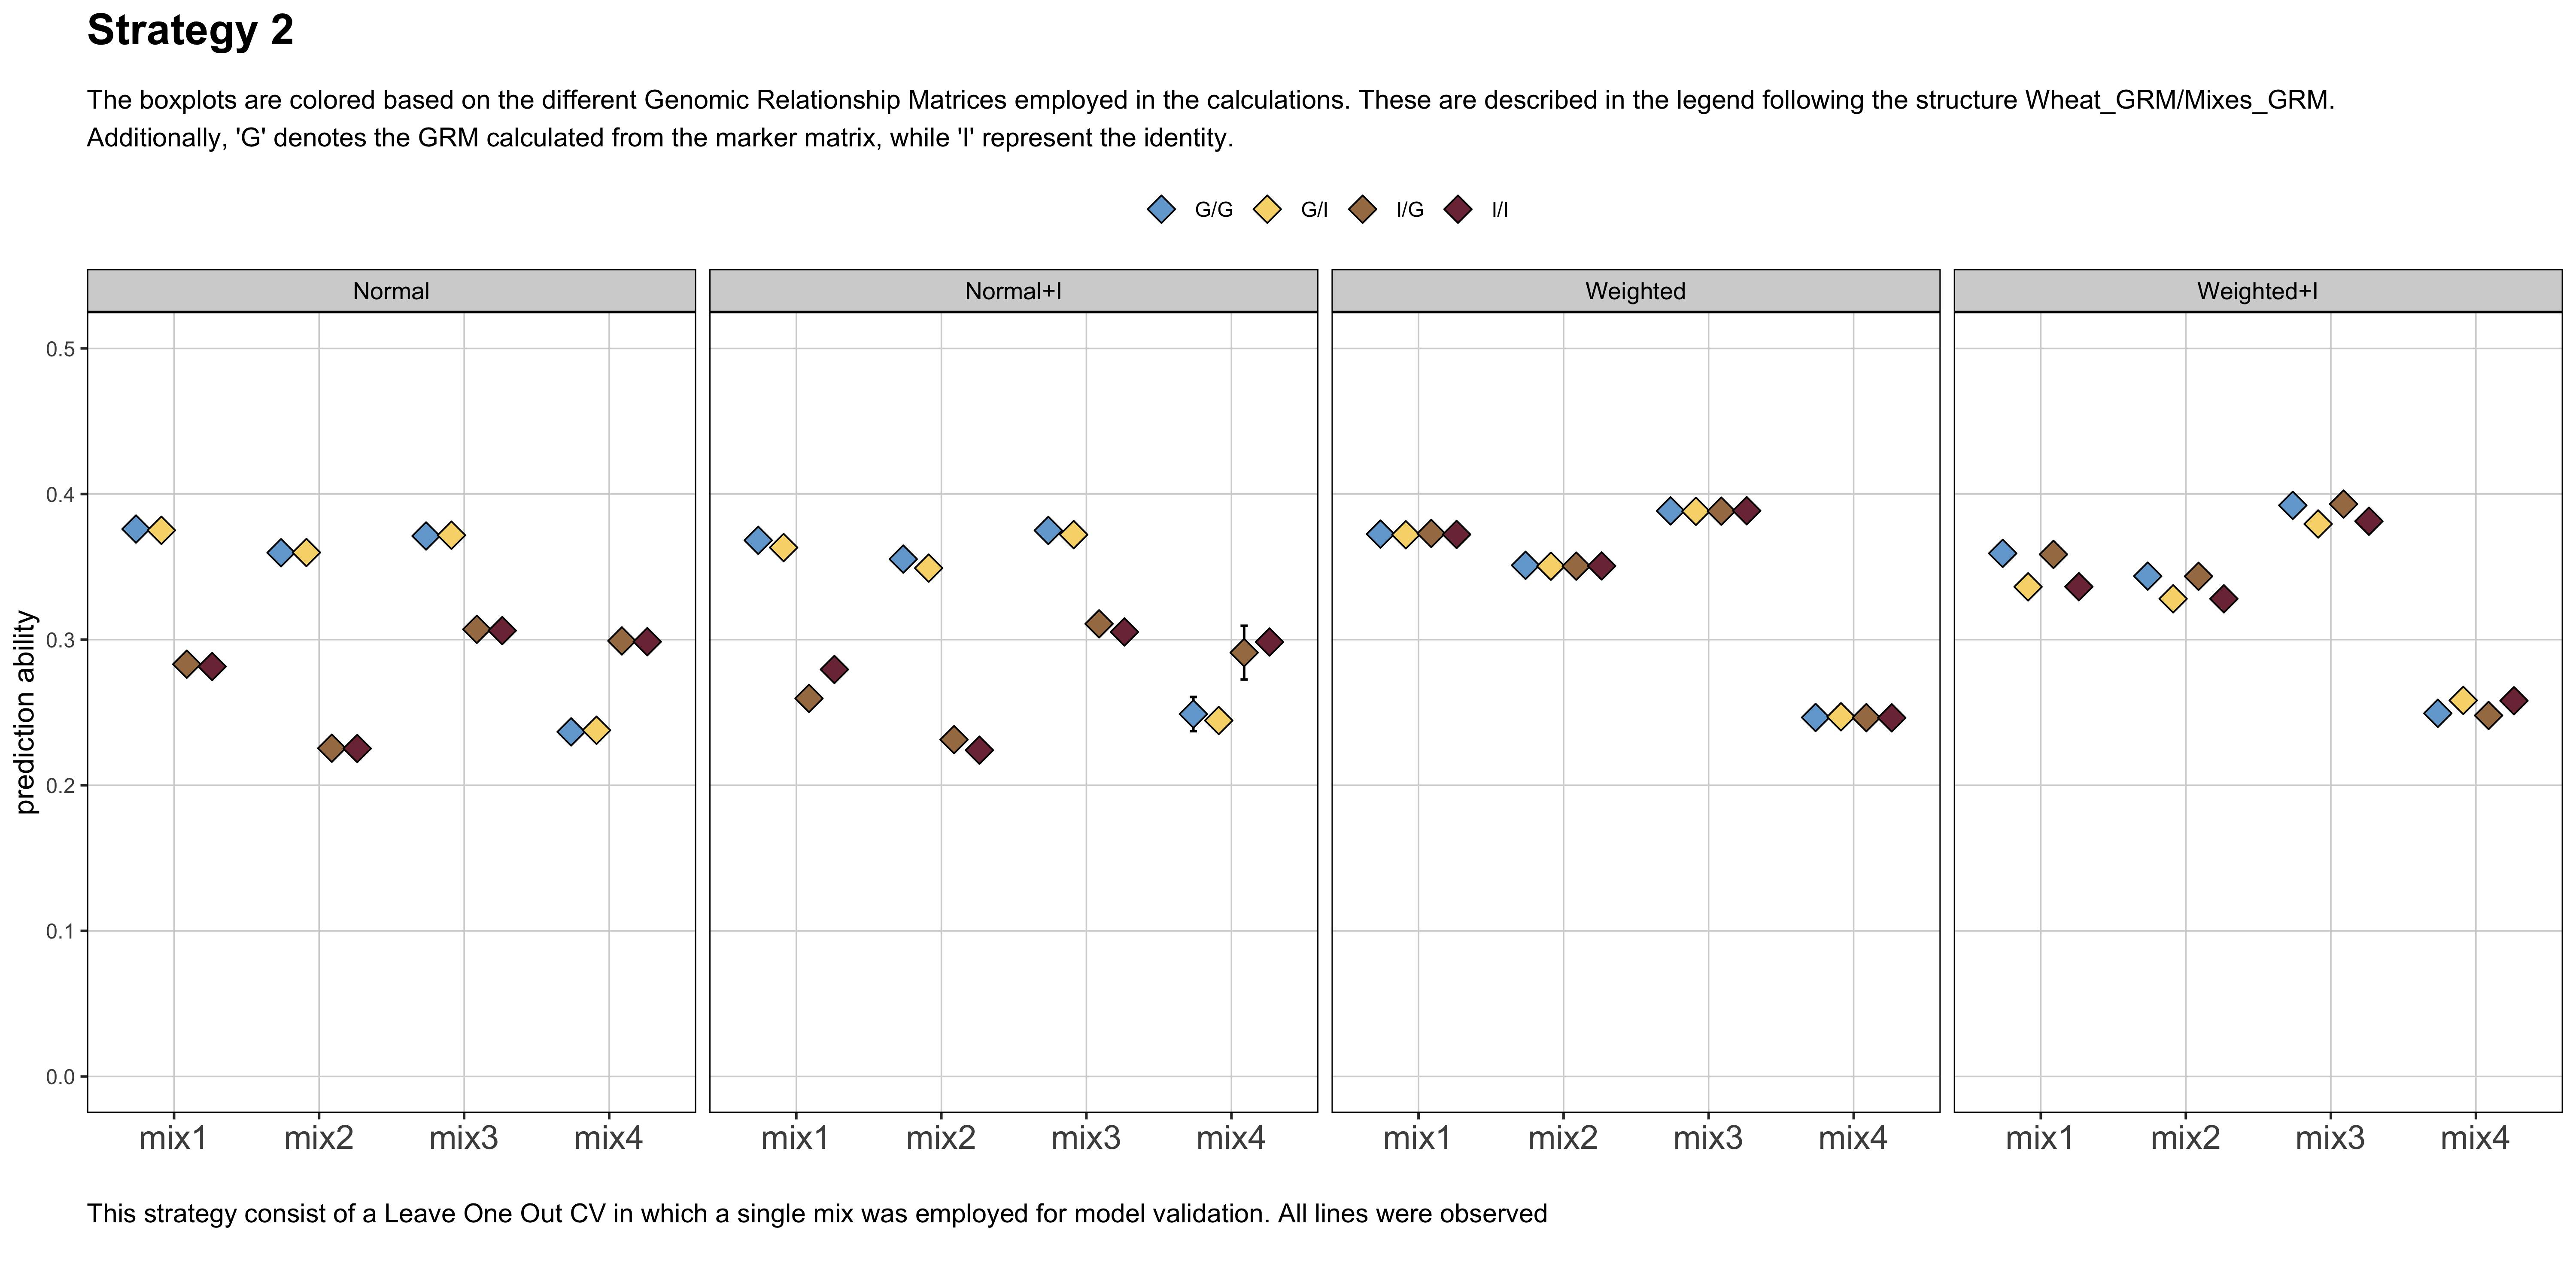 Strategy 2
The boxplots are colored based on the different Genomic Relationship Matrices employed in the calculations. These are described in the legend following the structure Wheat_GRM/Mixes_GRM.
Additionally, 'G' denotes the GRM calculated from the marker matrix, while 'I' represent the identity.
G/G G/I I/G I/I
Normal Normal+I Weighted Weighted+I
0.5
0.4
0.3
0.2
0.1
0.0
prediction ability
mix1 mix2 mix3 mix4 mix1 mix2 mix3 mix4 mix1 mix2 mix3 mix4 mix1 mix2 mix3 mix4
This strategy consist of a Leave One Out CV in which a single mix was employed for model validation. All lines were observed